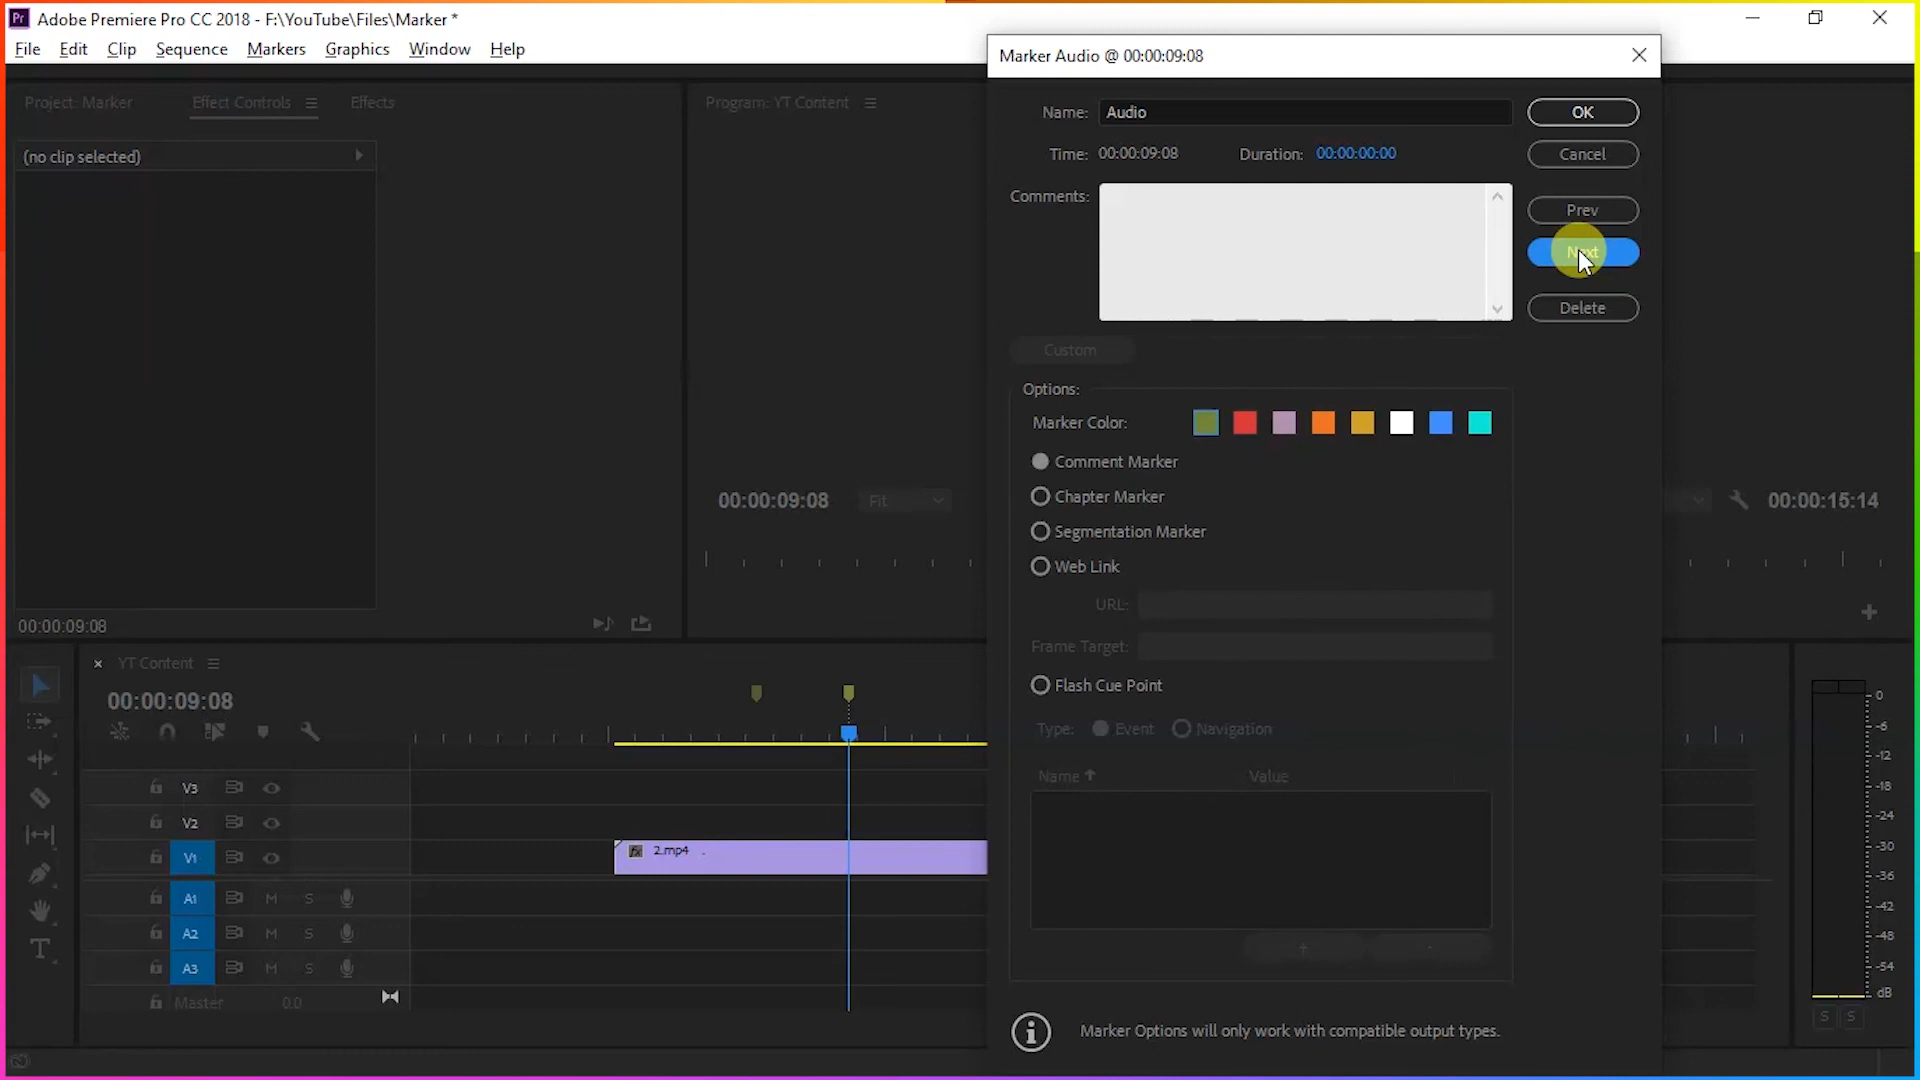 Pr Adobe Premiere Pro CC 2018 - F:\YouTube\Files\Marker *
File Edit Clip Sequence Markers Graphics Window Help
Marker Audio @ 00:00:09:08
Project: Marker Effect Controls Effects
Program: YT Content
Name: Audio OK
(no clip selected)
Time: 00:00:09:08 Duration: 00:00:00:00 Cancel
Comments: Prev
Next
Delete
Custom
Options:
Marker Color:
Comment Marker
Chapter Marker
00:00:09:08 Fit 00:00:15:14
Segmentation Marker
Web Link
URL:
00:00:09:08
Frame Target:
YT Content
Flash Cue Point
00:00:09:08
Type: Event Navigation
Name Value
V3
V2
V1 fx 2.mp4
A1 M S
A2 M S
A3 M S
Master 0.0
+ -
0
-6
-12
-18
-24
-30
-36
-42
-48
-54
dB
S S
Marker Options will only work with compatible output types.